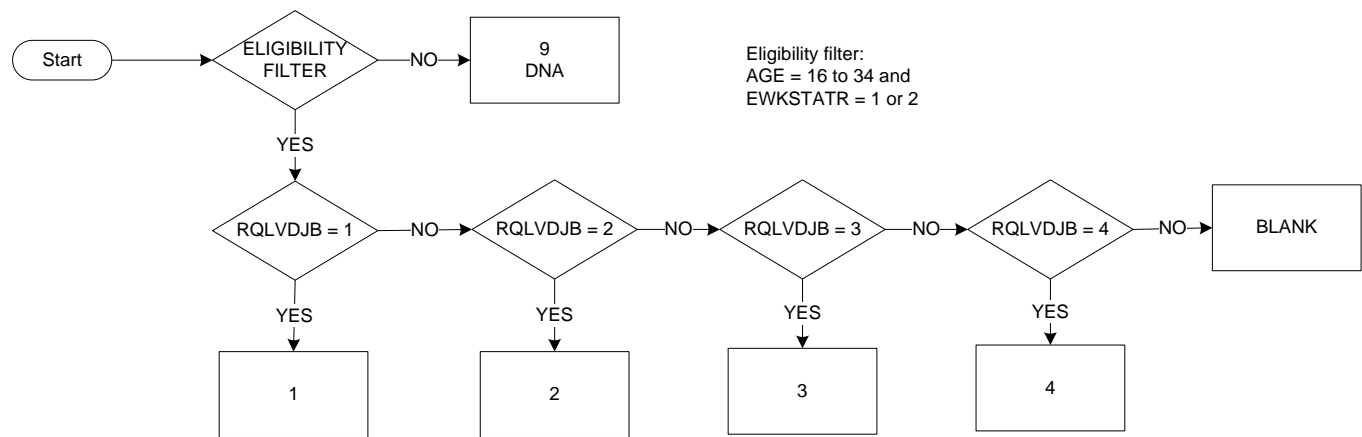 Start
ELIGIBILITY
FILTER
NO
9
DNA
Eligibility filter:
AGE = 16 to 34 and
EWKSTATR = 1 or 2
YES
RQLVDJB = 1
NO
RQLVDJB = 2
NO
RQLVDJB = 3
NO
RQLVDJB = 4
NO
BLANK
YES
YES
YES
YES
1
2
3
4